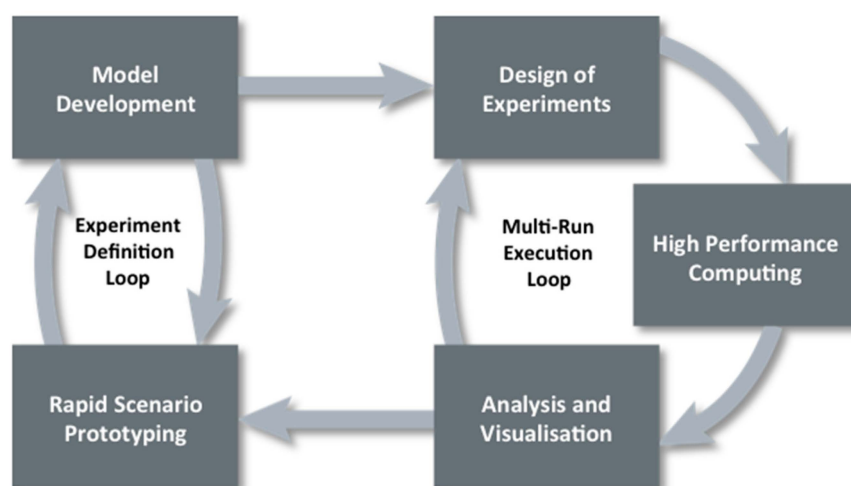 Model
Development
Design of
Experiments
Experiment
Definition
Loop
Multi-Run
Execution
Loop
High Performance
Computing
Rapid Scenario
Prototyping
Analysis and
Visualisation